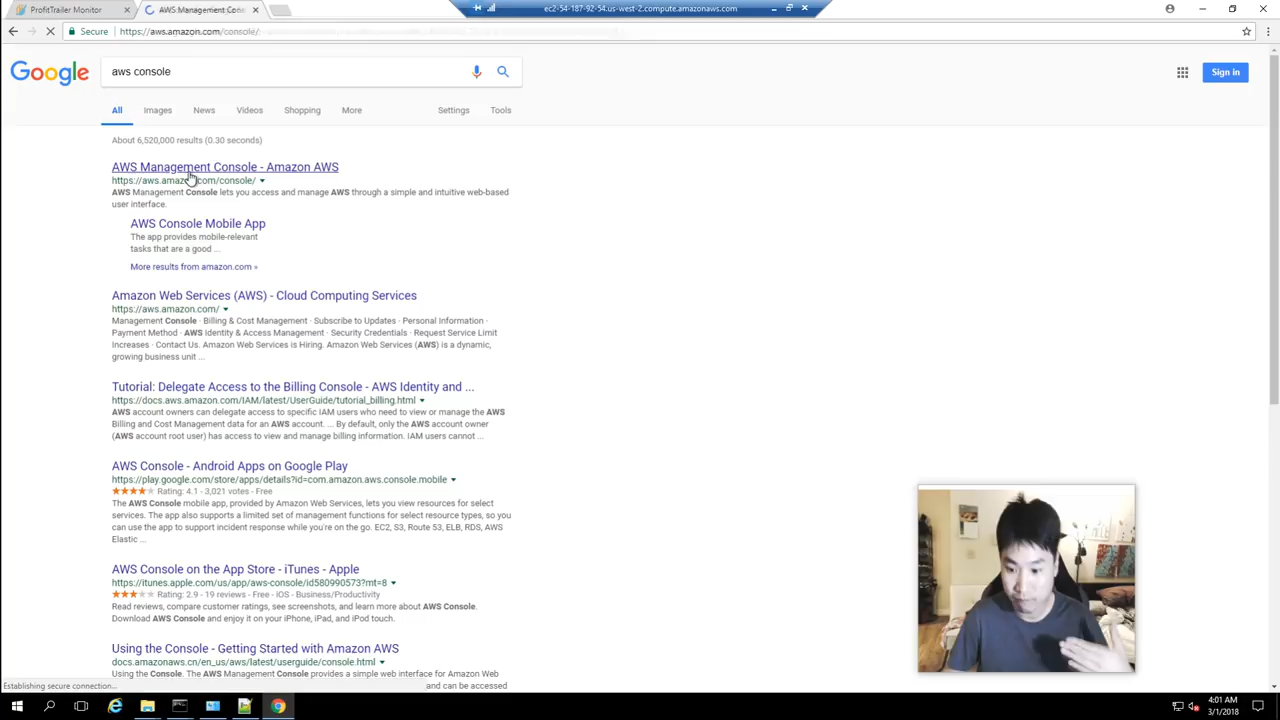 ProfitTrailer Monitor
AWS Management Cons
ec2-54-187-92-54.us-west-2.compute.amazonaws.com
Secure
https://aws.amazon.com/console/
Google
aws console
Sign in
All
Images
News
Videos
Shopping
More
Settings
Tools
About 6,520,000 results (0.30 seconds)
AWS Management Console - Amazon AWS
https://aws.amazon.com/console/
AWS Management Console lets you access and manage AWS through a simple and intuitive web-based
user interface.
AWS Console Mobile App
The app provides mobile-relevant
tasks that are a good ...
More results from amazon.com »
Amazon Web Services (AWS) - Cloud Computing Services
https://aws.amazon.com/
Management Console · Billing & Cost Management · Subscribe to Updates · Personal Information ·
Payment Method · AWS Identity & Access Management · Security Credentials · Request Service Limit
Increases · Contact Us. Amazon Web Services is Hiring. Amazon Web Services (AWS) is a dynamic,
growing business unit ...
Tutorial: Delegate Access to the Billing Console - AWS Identity and ...
https://docs.aws.amazon.com/IAM/latest/UserGuide/tutorial_billing.html
AWS account owners can delegate access to specific IAM users who need to view or manage the AWS
Billing and Cost Management data for an AWS account. ... By default, only the AWS account owner
(AWS account root user) has access to view and manage billing information. IAM users cannot ...
AWS Console - Android Apps on Google Play
https://play.google.com/store/apps/details?id=com.amazon.aws.console.mobile
Rating: 4.1 - 3,021 votes - Free
The AWS Console mobile app, provided by Amazon Web Services, lets you view resources for select
services. The app also supports a limited set of management functions for select resource types, so you
can use the app to support incident response while you're on the go. EC2, S3, Route 53, ELB, RDS, AWS
Elastic ...
AWS Console on the App Store - iTunes - Apple
https://itunes.apple.com/us/app/aws-console/id580990573?mt=8
Rating: 2.9 - 19 reviews - Free - iOS - Business/Productivity
Read reviews, compare customer ratings, see screenshots, and learn more about AWS Console.
Download AWS Console and enjoy it on your iPhone, iPad, and iPod touch.
Using the Console - Getting Started with Amazon AWS
docs.amazonaws.cn/en_us/aws/latest/userguide/console.html
Using the Console. The AWS Management Console provides a simple web interface for Amazon Web
Establishing secure connection...
and can be accessed
4:01 AM
3/1/2018